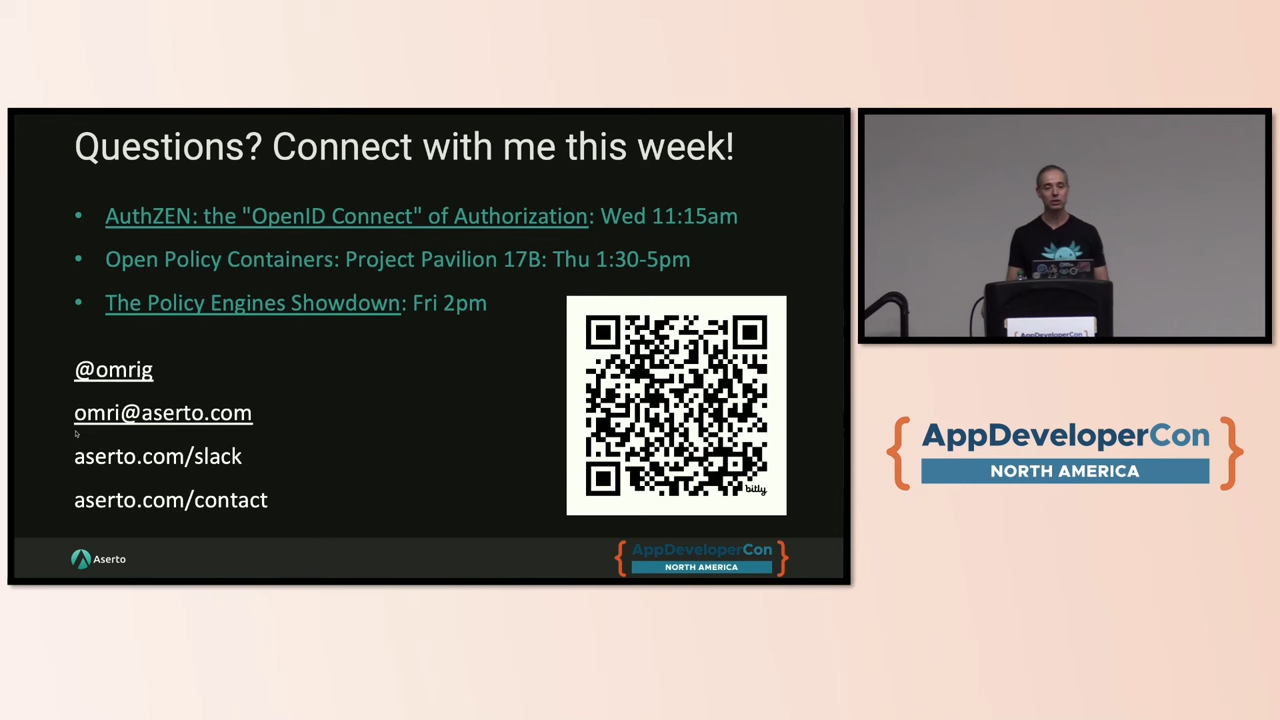 Questions? Connect with me this week!
• AuthZEN: the "OpenID Connect" of Authorization: Wed 11:15am
• Open Policy Containers: Project Pavilion 17B: Thu 1:30-5pm
• The Policy Engines Showdown: Fri 2pm
@omrig
omri@aserto.com
aserto.com/slack
aserto.com/contact
bitly
Aserto
{ AppDeveloperCon }
NORTH AMERICA
AppDeveloperCon
{ AppDeveloperCon }
NORTH AMERICA